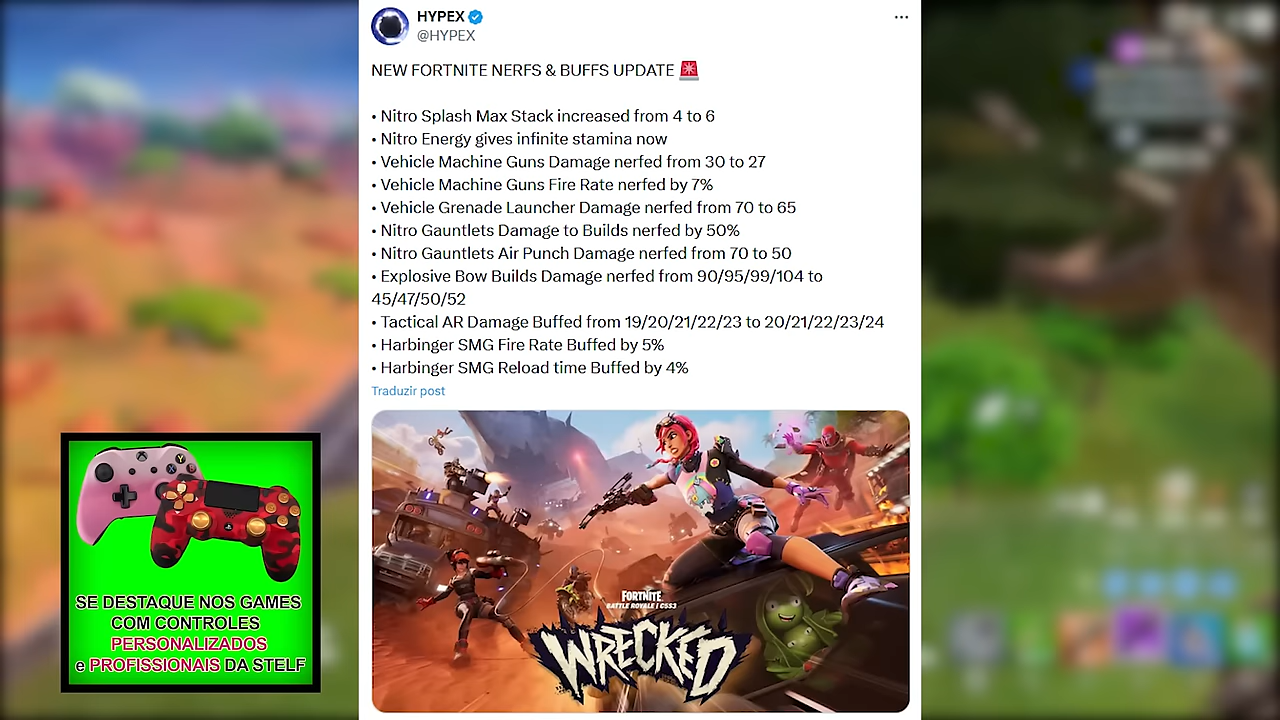 HYPEX
@HYPEX
NEW FORTNITE NERFS & BUFFS UPDATE 🚨
• Nitro Splash Max Stack increased from 4 to 6
• Nitro Energy gives infinite stamina now
• Vehicle Machine Guns Damage nerfed from 30 to 27
• Vehicle Machine Guns Fire Rate nerfed by 7%
• Vehicle Grenade Launcher Damage nerfed from 70 to 65
• Nitro Gauntlets Damage to Builds nerfed by 50%
• Nitro Gauntlets Air Punch Damage nerfed from 70 to 50
• Explosive Bow Builds Damage nerfed from 90/95/99/104 to
45/47/50/52
• Tactical AR Damage Buffed from 19/20/21/22/23 to 20/21/22/23/24
• Harbinger SMG Fire Rate Buffed by 5%
• Harbinger SMG Reload time Buffed by 4%
Traduzir post
FORTNITE
BATTLE ROYALE | C5S3
WRECKED
SE DESTAQUE NOS GAMES
COM CONTROLES
PERSONALIZADOS
e PROFISSIONAIS DA STELF